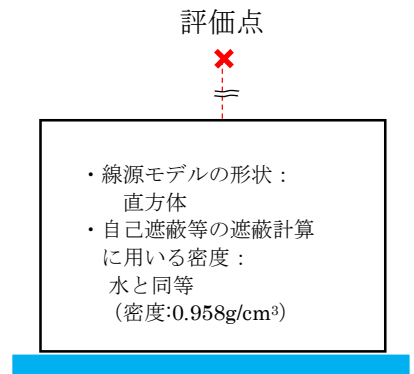 評価点
・線源モデルの形状：
直方体
・自己遮蔽等の遮蔽計算
に用いる密度：
水と同等
（密度:0.958g/cm³）